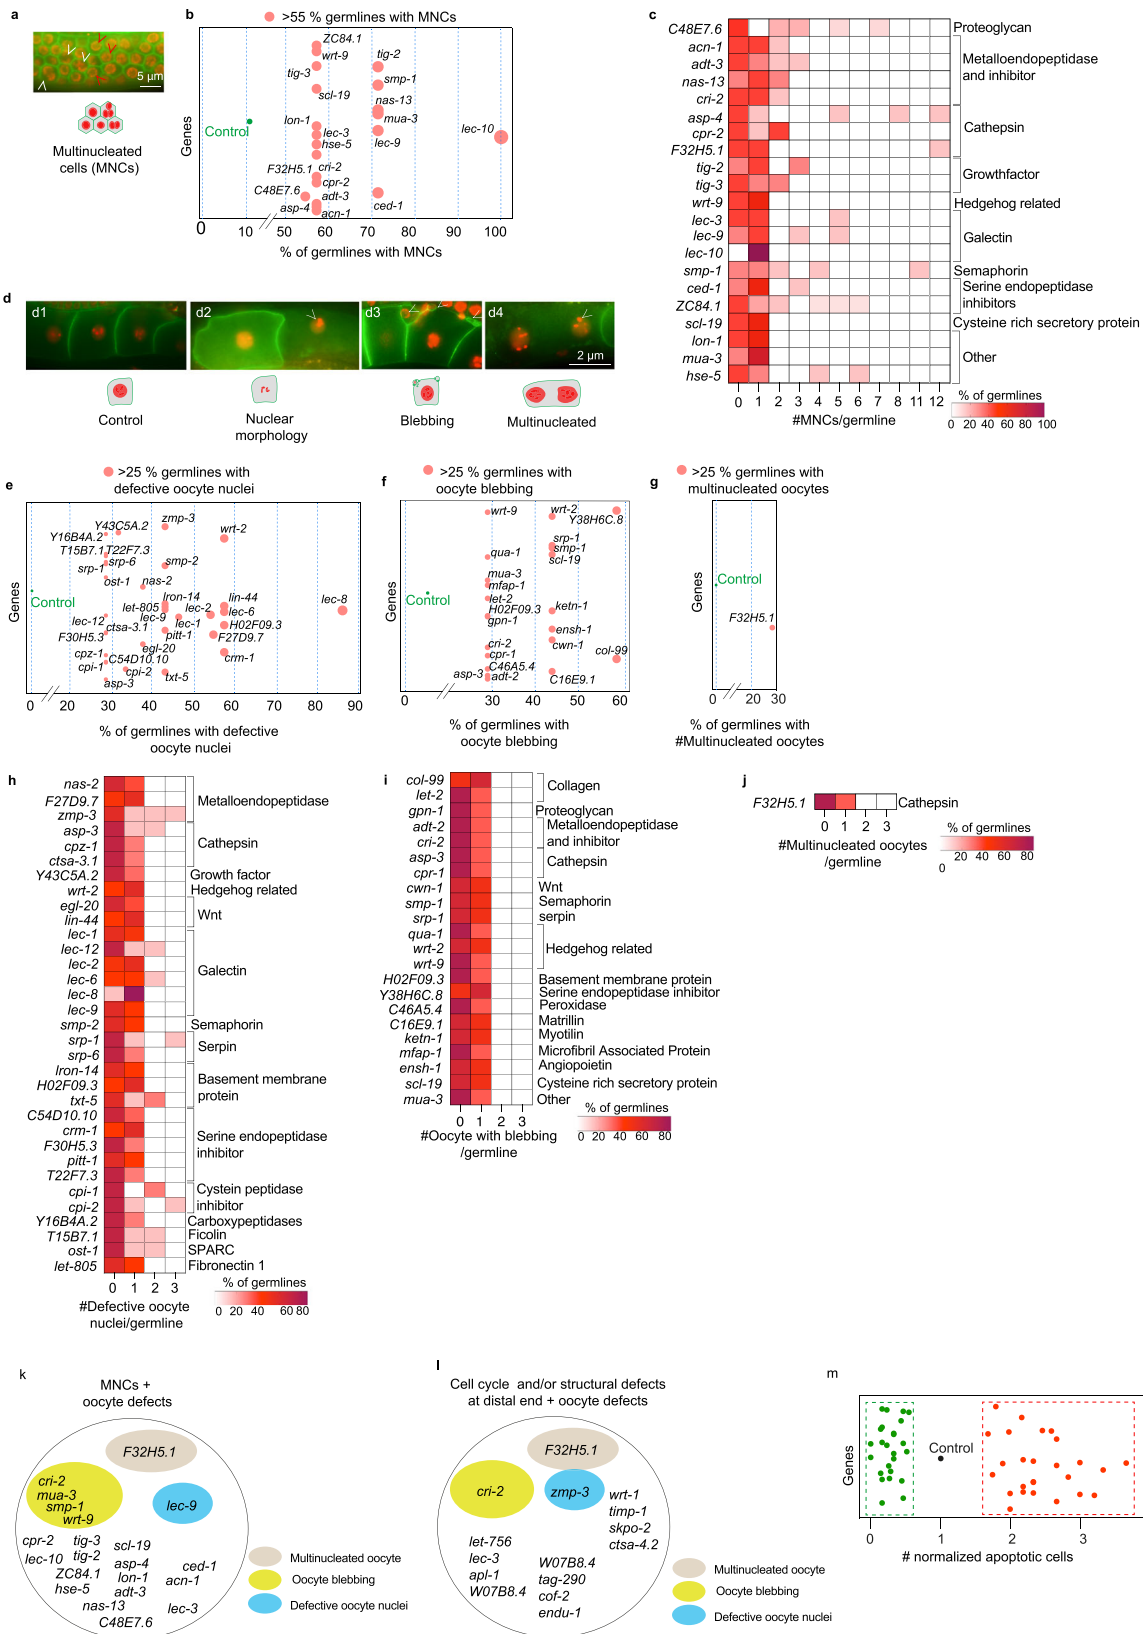 a
5 µm
Multinucleated
cells (MNCs)
b
>55 % germlines with MNCs
Genes
ZC84.1
wrt-9
tig-2
tig-3
smp-1
scl-19
nas-13
lon-1
Control
mua-3
lec-3
lec-10
hse-5
lec-9
F32H5.1
cri-2
cpr-2
C48E7.6
adt-3
asp-4
acn-1
ced-1
0 10 50 60 70 80 90 100
% of germlines with MNCs
c
C48E7.6 Proteoglycan
acn-1
adt-3
nas-13
cri-2
Metalloendopeptidase
and inhibitor
asp-4
cpr-2
F32H5.1
Cathepsin
tig-2
tig-3
Growthfactor
wrt-9 Hedgehog related
lec-3
lec-9
lec-10
Galectin
smp-1 Semaphorin
ced-1
ZC84.1
Serine endopeptidase
inhibitors
scl-19 Cysteine rich secretory protein
lon-1
mua-3
hse-5
Other
0 1 2 3 4 5 6 7 8 11 12
#MNCs/germline
% of germlines
0 20 40 60 80 100
d
d1
d2
d3
d4
2 µm
Control
Nuclear
morphology
Blebbing
Multinucleated
e
>25 % germlines with
defective oocyte nuclei
Genes
zmp-3
Y43C5A.2
Y16B4A.2
wrt-2
T15B7.1
T22F7.3
srp-6
srp-1
smp-2
ost-1
nas-2
Control
lron-14
lin-44
let-805
lec-2
lec-8
lec-6
lec-12
lec-9
lec-1
ctsa-3.1
H02F09.3
F30H5.3
pitt-1
F27D9.7
egl-20
cpz-1
C54D10.10
crm-1
cpi-1
cpi-2
txt-5
asp-3
0 20 30 40 50 60 70 80 90
% of germlines with defective
oocyte nuclei
f
>25 % germlines with
oocyte blebbing
Genes
wrt-9
wrt-2
Y38H6C.8
srp-1
smp-1
qua-1
scl-19
mua-3
mfap-1
let-2
Control
H02F09.3
ketn-1
gpn-1
ensh-1
cri-2
cwn-1
cpr-1
col-99
C46A5.4
asp-3
adt-2
C16E9.1
0 30 40 50 60
% of germlines with
oocyte blebbing
g
>25 % germlines with
multinucleated oocytes
Genes
Control
F32H5.1
0 20 30
% of germlines with
#Multinucleated oocytes
h
nas-2
F27D9.7
zmp-3
Metalloendopeptidase
asp-3
cpz-1
ctsa-3.1
Cathepsin
Y43C5A.2 Growth factor
wrt-2 Hedgehog related
egl-20
lin-44
Wnt
lec-1
lec-12
lec-2
lec-6
lec-8
lec-9
Galectin
smp-2 Semaphorin
srp-1
srp-6
Serpin
lron-14
H02F09.3
txt-5
Basement membrane
protein
C54D10.10
crm-1
F30H5.3
pitt-1
T22F7.3
Serine endopeptidase
inhibitor
cpi-1
cpi-2
Cystein peptidase
inhibitor
Y16B4A.2 Carboxypeptidases
T15B7.1 Ficolin
ost-1 SPARC
let-805 Fibronectin 1
0 1 2 3
#Defective oocyte
nuclei/germline
% of germlines
0 20 40 60 80
i
col-99
let-2
Collagen
gpn-1 Proteoglycan
adt-2
cri-2
Metalloendopeptidase
and inhibitor
asp-3
cpr-1
Cathepsin
cwn-1 Wnt
smp-1 Semaphorin
srp-1 serpin
qua-1
wrt-2
wrt-9
Hedgehog related
H02F09.3 Basement membrane protein
Y38H6C.8 Serine endopeptidase inhibitor
C46A5.4 Peroxidase
C16E9.1 Matrillin
ketn-1 Myotilin
mfap-1 Microfibril Associated Protein
ensh-1 Angiopoietin
scl-19 Cysteine rich secretory protein
mua-3 Other
0 1 2 3
#Oocyte with blebbing
/germline
% of germlines
0 20 40 60 80
j
F32H5.1 Cathepsin
0 1 2 3
#Multinucleated oocytes
/germline
% of germlines
0 20 40 60 80
k
MNCs +
oocyte defects
F32H5.1
cri-2
mua-3
smp-1
wrt-9
lec-9
cpr-2
tig-3
scl-19
lec-10
tig-2
asp-4
ced-1
ZC84.1
lon-1
acn-1
hse-5
adt-3
nas-13
lec-3
C48E7.6
Multinucleated oocyte
Oocyte blebbing
Defective oocyte nuclei
l
Cell cycle and/or structural defects
at distal end + oocyte defects
F32H5.1
cri-2
zmp-3
wrt-1
timp-1
skpo-2
ctsa-4.2
let-756
lec-3
apl-1
W07B8.4
W07B8.4
tag-290
cof-2
endu-1
Multinucleated oocyte
Oocyte blebbing
Defective oocyte nuclei
m
Genes
Control
0 1 2 3
# normalized apoptotic cells